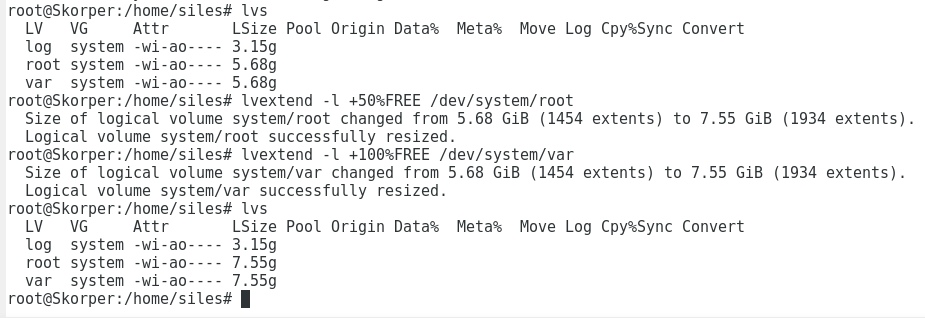 root@Skorper:/home/siles# lvs
  LV   VG     Attr       LSize Pool Origin Data%  Meta%  Move Log Cpy%Sync Convert
  log  system -wi-ao---- 3.15g
  root system -wi-ao---- 5.68g
  var  system -wi-ao---- 5.68g
root@Skorper:/home/siles# lvextend -l +50%FREE /dev/system/root
  Size of logical volume system/root changed from 5.68 GiB (1454 extents) to 7.55 GiB (1934 extents).
  Logical volume system/root successfully resized.
root@Skorper:/home/siles# lvextend -l +100%FREE /dev/system/var
  Size of logical volume system/var changed from 5.68 GiB (1454 extents) to 7.55 GiB (1934 extents).
  Logical volume system/var successfully resized.
root@Skorper:/home/siles# lvs
  LV   VG     Attr       LSize Pool Origin Data%  Meta%  Move Log Cpy%Sync Convert
  log  system -wi-ao---- 3.15g
  root system -wi-ao---- 7.55g
  var  system -wi-ao---- 7.55g
root@Skorper:/home/siles#